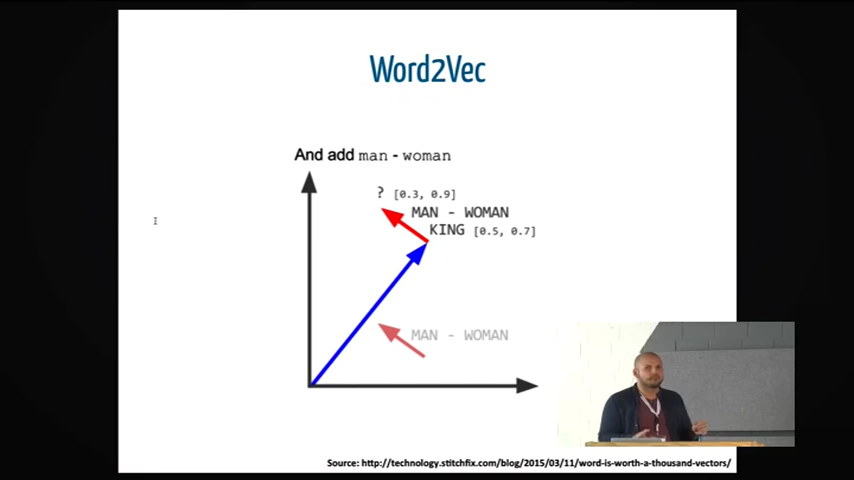 Word2Vec
And add man - woman
? [0.3, 0.9]
MAN - WOMAN
KING [0.5, 0.7]
MAN - WOMAN
Source: http://technology.stitchfix.com/blog/2015/03/11/word-is-worth-a-thousand-vectors/